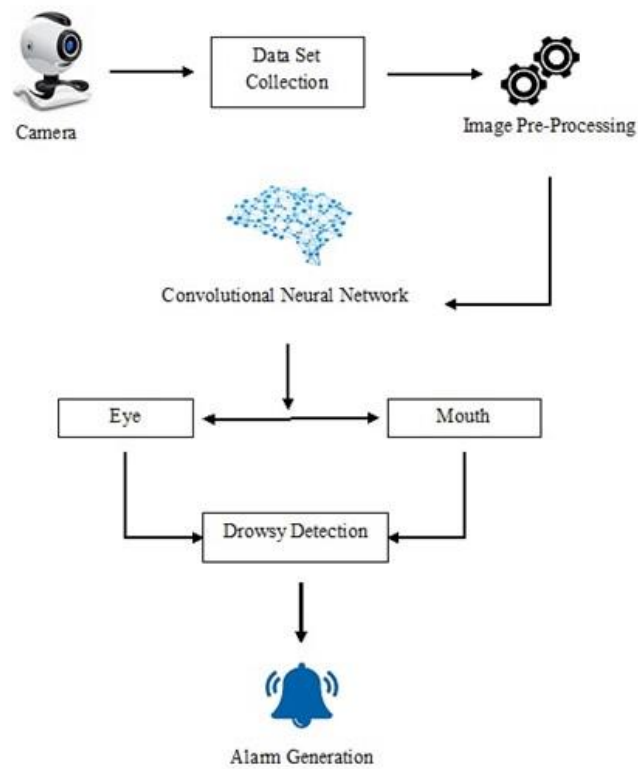 Data Set
Collection
Camera
Image Pre-Processing
Convolutional Neural Network
Eye
Mouth
Drowsy Detection
Alarm Generation